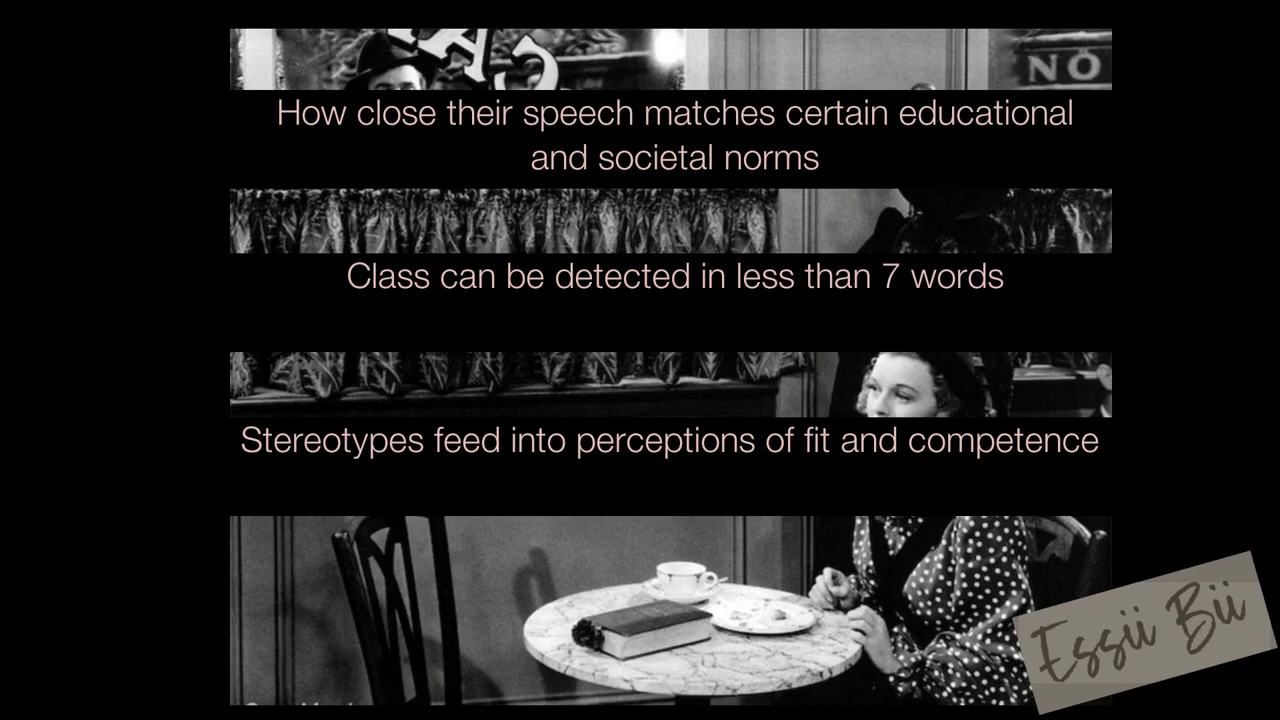 NO
How close their speech matches certain educational
and societal norms
Class can be detected in less than 7 words
Stereotypes feed into perceptions of fit and competence
Essii Bii